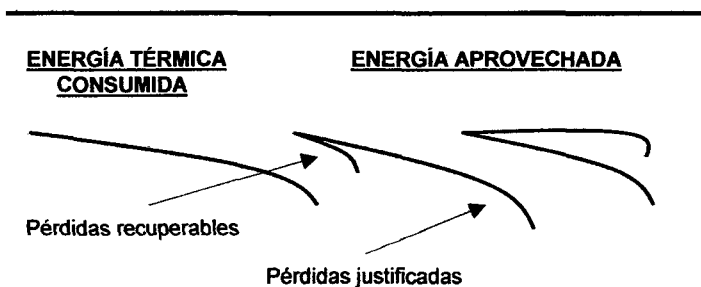 ENERGÍA TÉRMICA
CONSUMIDA
ENERGÍA APROVECHADA
Pérdidas recuperables
Pérdidas justificadas